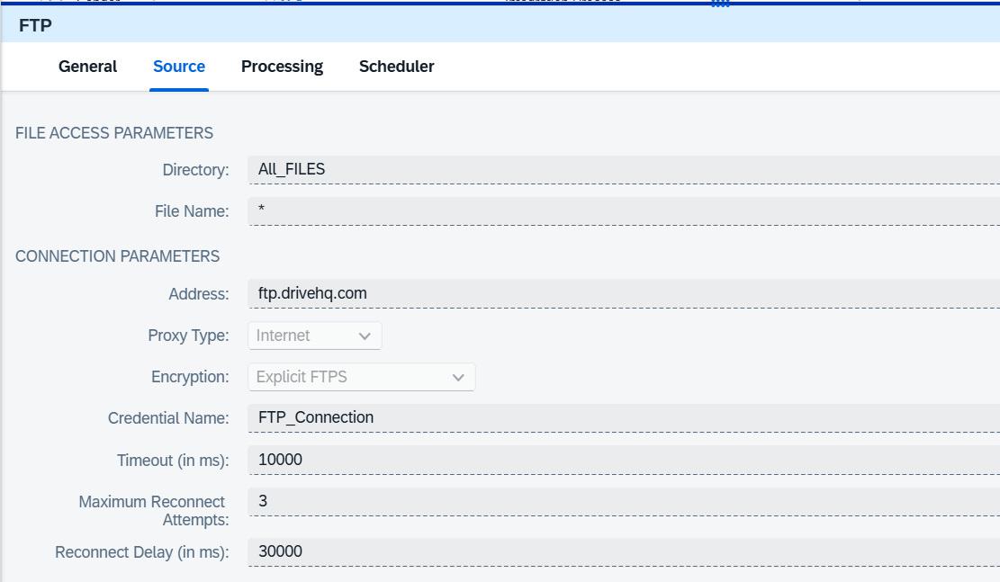 FTP
General Source Processing Scheduler
FILE ACCESS PARAMETERS
Directory: All_FILES
File Name: *
CONNECTION PARAMETERS
Address: ftp.drivehq.com
Proxy Type: Internet
Encryption: Explicit FTPS
Credential Name: FTP_Connection
Timeout (in ms): 10000
Maximum Reconnect 3
Attempts:
Reconnect Delay (in ms): 30000